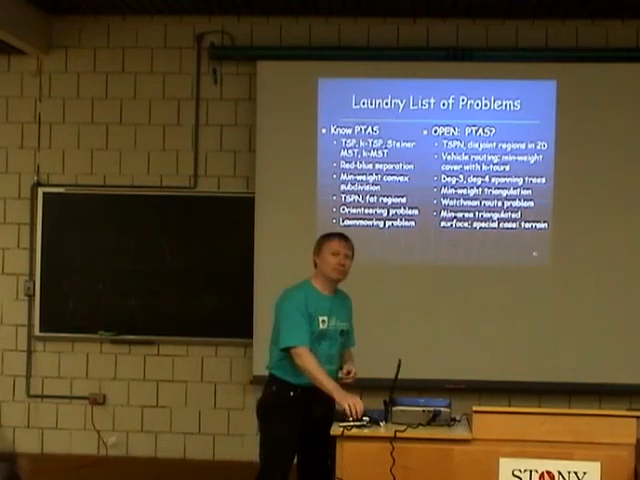 Laundry List of Problems
Know PTAS
TSP, k-TSP, Steiner
MST, k-MST
Red-blue separation
Min-weight convex
subdivision
TSPN, fat regions
Orienteering problem
Lawnmowing problem
OPEN: PTAS?
TSPN, disjoint regions in 2D
Vehicle routing; min-weight
cover with k-tours
Deg-3, deg-4 spanning trees
Min-weight triangulation
Watchman route problem
Min-area triangulated
surface; special case: terrain
STONY